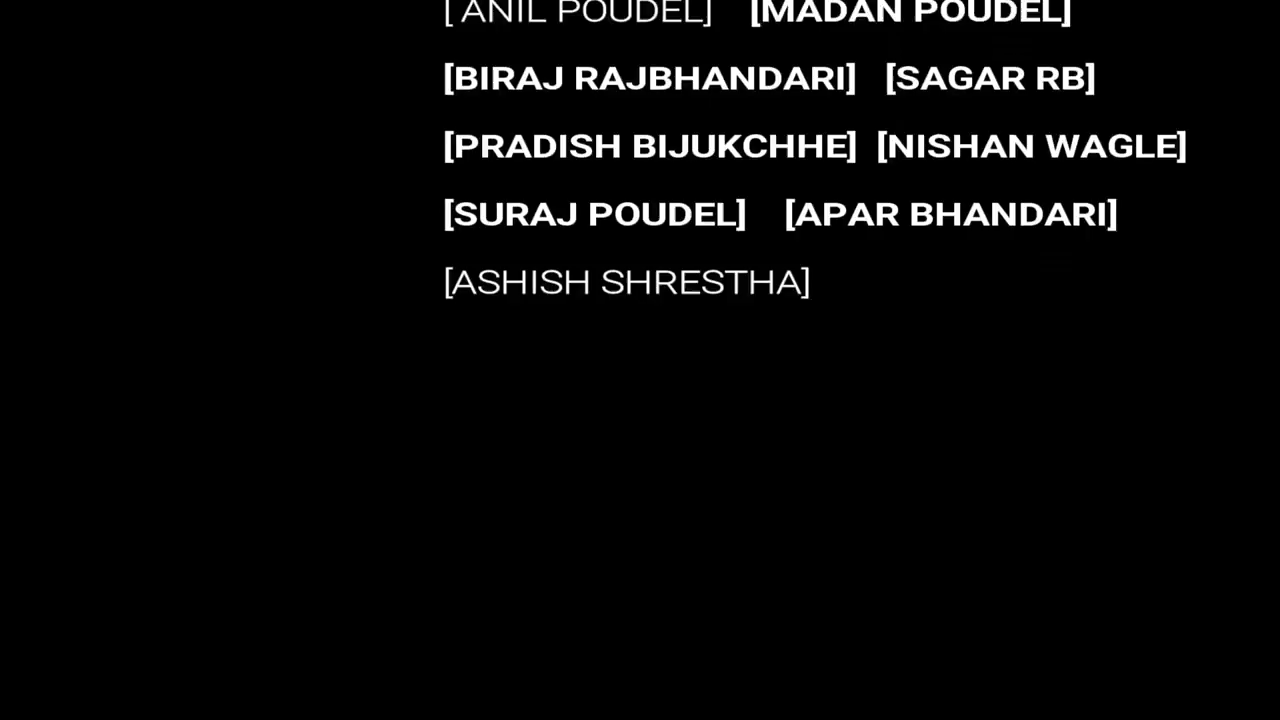 [ ANIL POUDEL] [MADAN POUDEL]
[BIRAJ RAJBHANDARI] [SAGAR RB]
[PRADISH BIJUKCHHE] [NISHAN WAGLE]
[SURAJ POUDEL] [APAR BHANDARI]
[ASHISH SHRESTHA]